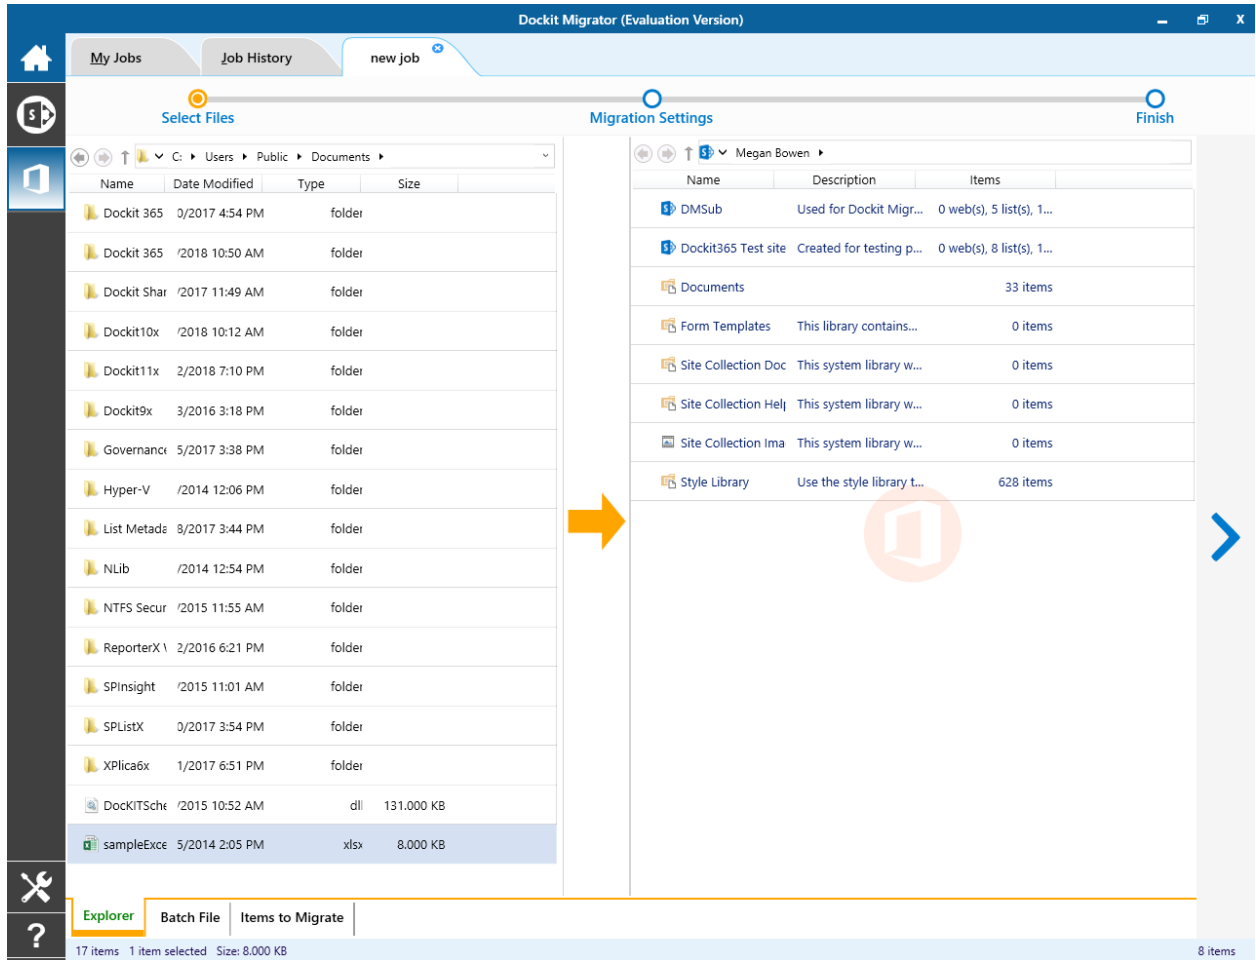 Dockit Migrator (Evaluation Version)
My Jobs Job History new job
Select Files Migration Settings Finish
C: Users Public Documents
Name Date Modified Type Size
Dockit 365 0/2017 4:54 PM folder
Dockit 365 /2018 10:50 AM folder
Dockit Shar /2017 11:49 AM folder
Dockit10x /2018 10:12 AM folder
Dockit11x 2/2018 7:10 PM folder
Dockit9x 3/2016 3:18 PM folder
Governance 5/2017 3:38 PM folder
Hyper-V /2014 12:06 PM folder
List Metada 8/2017 3:44 PM folder
NLib /2014 12:54 PM folder
NTFS Secur /2015 11:55 AM folder
ReporterX \ 2/2016 6:21 PM folder
SPInsight /2015 11:01 AM folder
SPListX 0/2017 3:54 PM folder
XPlica6x 1/2017 6:51 PM folder
DocKITSche /2015 10:52 AM dll 131.000 KB
sampleExce 5/2014 2:05 PM xlsx 8.000 KB
Megan Bowen
Name Description Items
DMSub Used for Dockit Migr... 0 web(s), 5 list(s), 1...
Dockit365 Test site Created for testing p... 0 web(s), 8 list(s), 1...
Documents 33 items
Form Templates This library contains... 0 items
Site Collection Doc This system library w... 0 items
Site Collection Help This system library w... 0 items
Site Collection Ima This system library w... 0 items
Style Library Use the style library t... 628 items
Explorer Batch File Items to Migrate
17 items 1 item selected Size: 8.000 KB 8 items